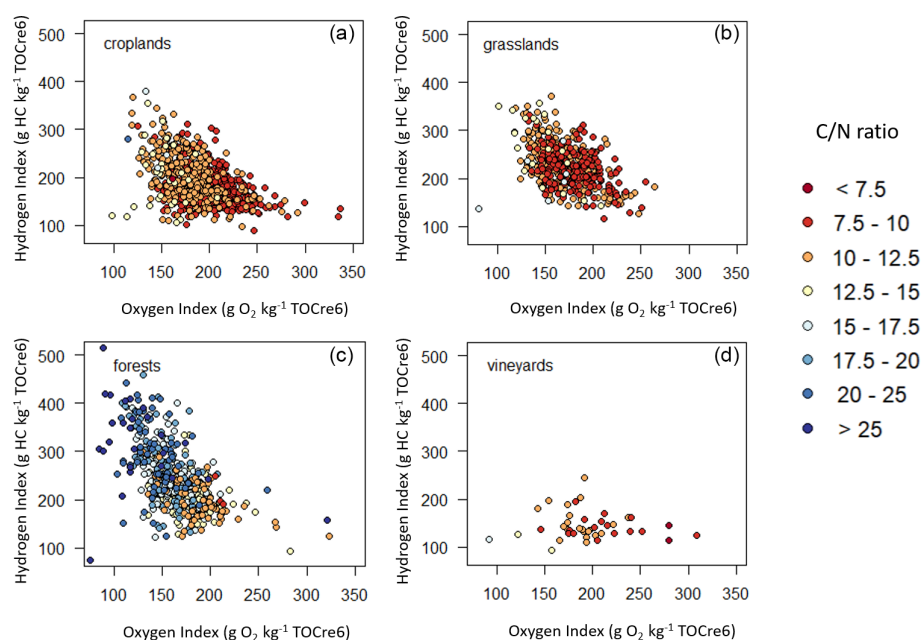 (a)
croplands
500
400
300
200
100
Hydrogen Index (g HC kg⁻¹ TOCre6)
100 150 200 250 300 350
Oxygen Index (g O₂ kg⁻¹ TOCre6)
(b)
grasslands
500
400
300
200
100
Hydrogen Index (g HC kg⁻¹ TOCre6)
100 150 200 250 300 350
Oxygen Index (g O₂ kg⁻¹ TOCre6)
(c)
forests
500
400
300
200
100
Hydrogen Index (g HC kg⁻¹ TOCre6)
100 150 200 250 300 350
Oxygen Index (g O₂ kg⁻¹ TOCre6)
(d)
vineyards
500
400
300
200
100
Hydrogen Index (g HC kg⁻¹ TOCre6)
100 150 200 250 300 350
Oxygen Index (g O₂ kg⁻¹ TOCre6)
C/N ratio
< 7.5
7.5 - 10
10 - 12.5
12.5 - 15
15 - 17.5
17.5 - 20
20 - 25
> 25